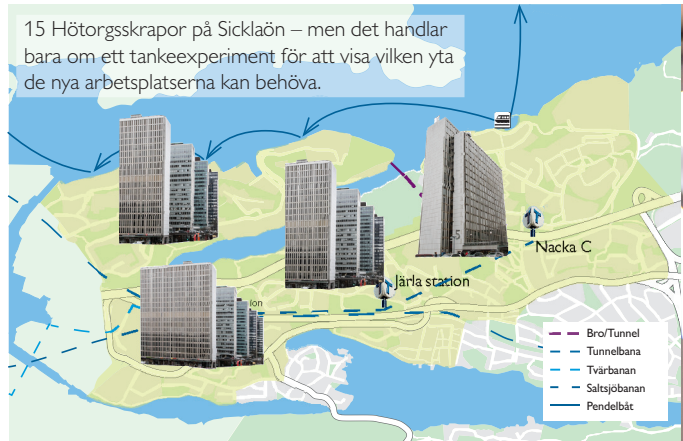 15 Hötorgsskrapor på Sicklaön – men det handlar
bara om ett tankeexperiment för att visa vilken yta
de nya arbetsplatserna kan behöva.
Nacka C
Järla station
ion
Bro/Tunnel
Tunnelbana
Tvärbanan
Saltsjöbanan
Pendelbåt